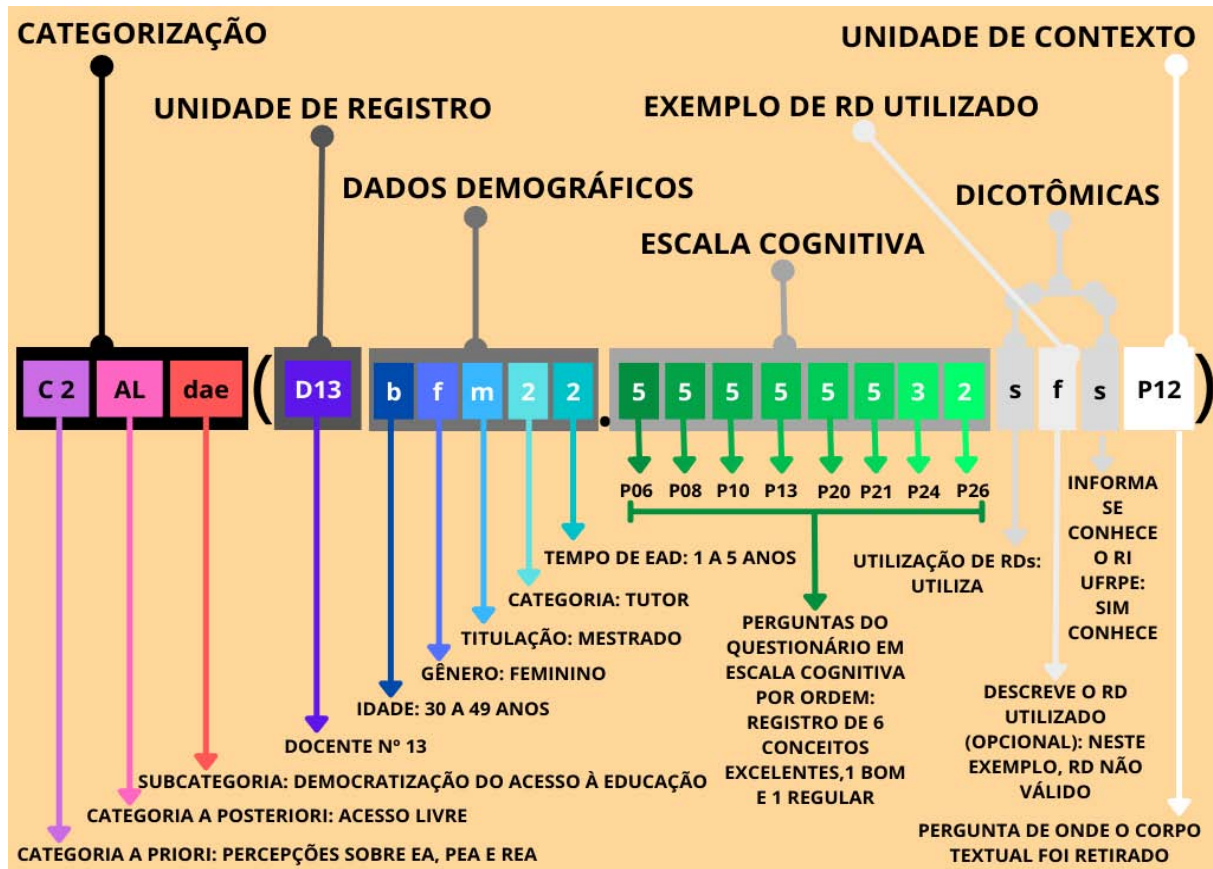 CATEGORIZAÇÃO
UNIDADE DE CONTEXTO
UNIDADE DE REGISTRO
EXEMPLO DE RD UTILIZADO
DADOS DEMOGRÁFICOS
DICOTÔMICAS
ESCALA COGNITIVA
C 2 AL dae ( D13 b f m 2 2 . 5 5 5 5 5 5 3 2 s f s P12 )
P06 P08 P10 P13 P20 P21 P24 P26
INFORMA
SE
CONHECE
O RI
UFRPE:
SIM
CONHECE
TEMPO DE EAD: 1 A 5 ANOS
UTILIZAÇÃO DE RDs:
UTILIZA
CATEGORIA: TUTOR
TITULAÇÃO: MESTRADO
GÊNERO: FEMININO
IDADE: 30 A 49 ANOS
DOCENTE Nº 13
PERGUNTAS DO
QUESTIONÁRIO EM
ESCALA COGNITIVA
POR ORDEM:
REGISTRO DE 6
CONCEITOS
EXCELENTES,1 BOM
E 1 REGULAR
DESCREVE O RD
UTILIZADO
(OPCIONAL): NESTE
EXEMPLO, RD NÃO
VÁLIDO
SUBCATEGORIA: DEMOCRATIZAÇÃO DO ACESSO À EDUCAÇÃO
CATEGORIA A POSTERIORI: ACESSO LIVRE
CATEGORIA A PRIORI: PERCEPÇÕES SOBRE EA, PEA E REA
PERGUNTA DE ONDE O CORPO
TEXTUAL FOI RETIRADO